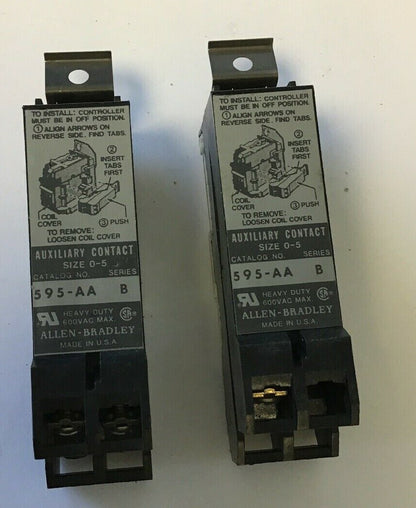 TO INSTALL: CONTROLLER
MUST BE IN OFF POSITION.
① ALIGN ARROWS ON
REVERSE SIDE. FIND TABS.
②
INSERT
TABS
FIRST
COIL
COVER
③ PUSH
TO REMOVE:
LOOSEN COIL COVER
AUXILIARY CONTACT
SIZE 0-5
CATALOG NO. SERIES
595-AA B
HEAVY DUTY
600VAC MAX.
ALLEN-BRADLEY
MADE IN U.S.A.
TO INSTALL: CONTROLLER
MUST BE IN OFF POSITION.
① ALIGN ARROWS ON
REVERSE SIDE. FIND TABS.
②
INSERT
TABS
FIRST
COIL
COVER
③ PUSH
TO REMOVE:
LOOSEN COIL COVER
AUXILIARY CONTACT
SIZE 0-5
CATALOG NO. SERIES
595-AA B
HEAVY DUTY
600VAC MAX.
ALLEN-BRADLEY
MADE IN U.S.A.